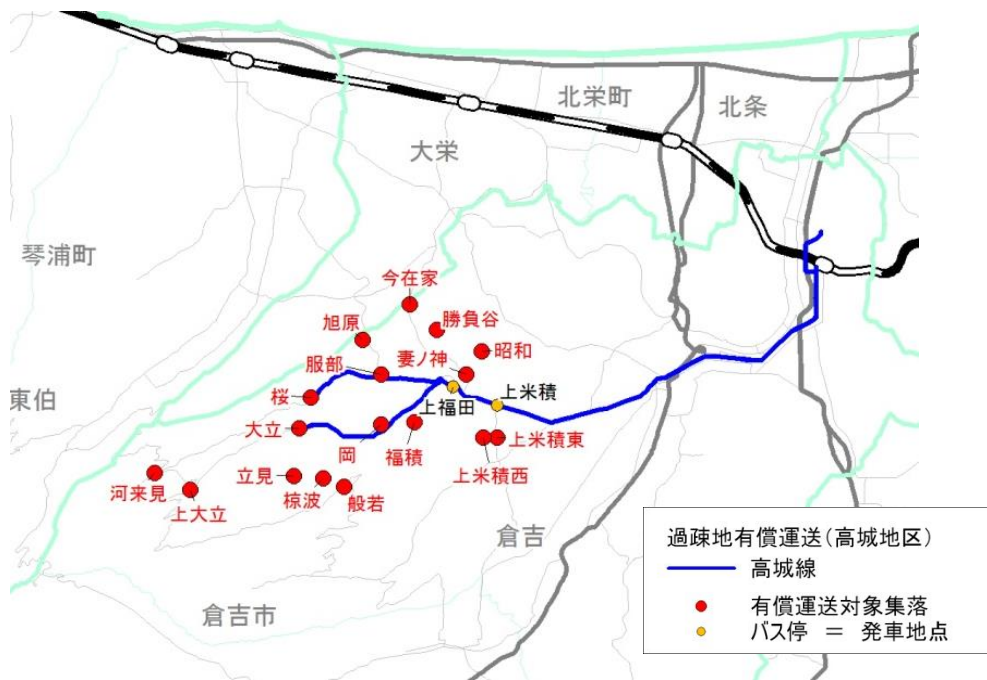 北栄町
北条
大栄
琴浦町
今在家
勝負谷
旭原
昭和
服部
妻ノ神
桜
上米積
東伯
上福田
大立
岡
福積
上米積東
立見
上米積西
河来見
椋波
般若
上大立
倉吉
倉吉市
過疎地有償運送(高城地区)
高城線
有償運送対象集落
バス停 = 発車地点